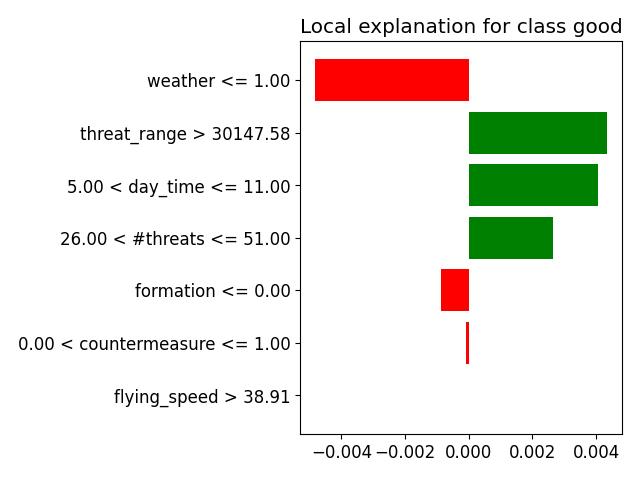 Local explanation for class good
weather <= 1.00
threat_range > 30147.58
5.00 < day_time <= 11.00
26.00 < #threats <= 51.00
formation <= 0.00
0.00 < countermeasure <= 1.00
flying_speed > 38.91
−0.004 −0.002 0.000 0.002 0.004